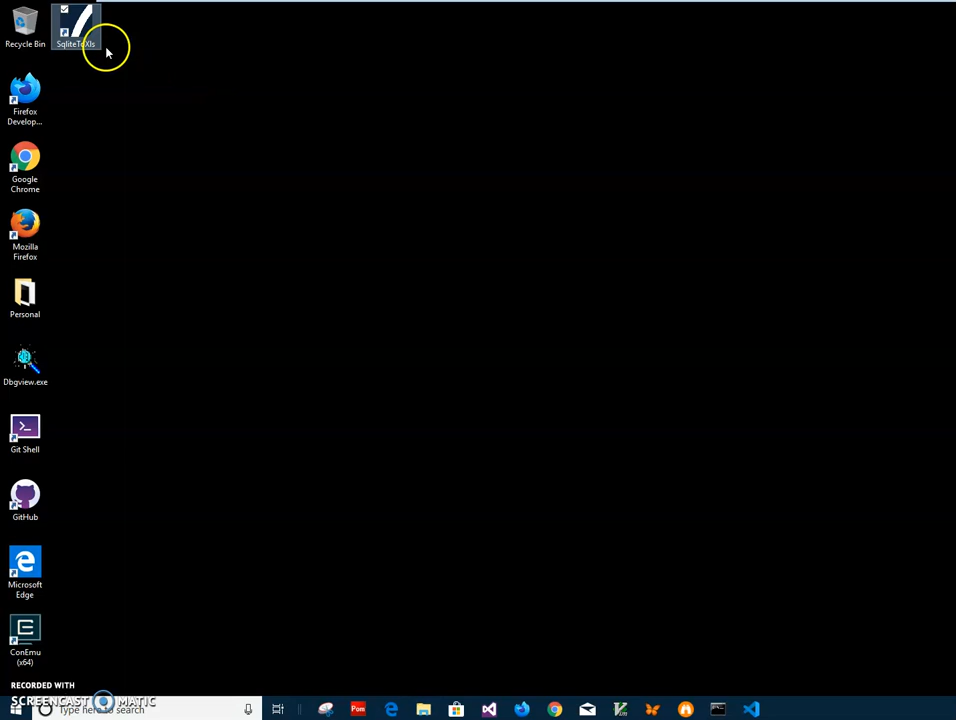 Recycle Bin
SqliteToXls
Firefox
Develop...
Google
Chrome
Mozilla
Firefox
Personal
Dbgview.exe
Git Shell
GitHub
Microsoft
Edge
ConEmu
(x64)
RECORDED WITH
SCREENCAST MATIC
Type here to search
Pom